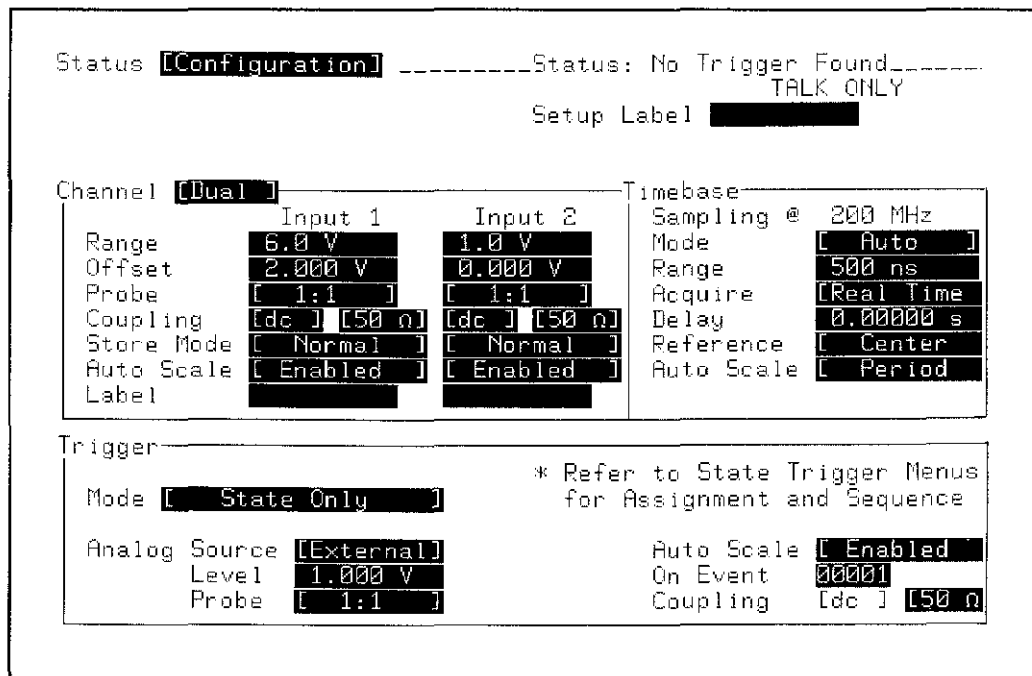 Status [Configuration] __________Status: No Trigger Found_______
TALK ONLY
Setup Label
Channel [Dual ]
Input 1 Input 2
Range 6.0 V 1.0 V
Offset 2.000 V 0.000 V
Probe [ 1:1 ] [ 1:1 ]
Coupling [dc ] [50 Ω] [dc ] [50 Ω]
Store Mode [ Normal ] [ Normal ]
Auto Scale [ Enabled ] [ Enabled ]
Label
Timebase
Sampling @ 200 MHz
Mode [ Auto ]
Range 500 ns
Acquire [Real Time
Delay 0.00000 s
Reference [ Center
Auto Scale [ Period
Trigger
Mode [ State Only ]
* Refer to State Trigger Menus
for Assignment and Sequence
Analog Source [External]
Level 1.000 V
Probe [ 1:1 ]
Auto Scale [ Enabled
On Event 00001
Coupling [dc ] [50 Ω